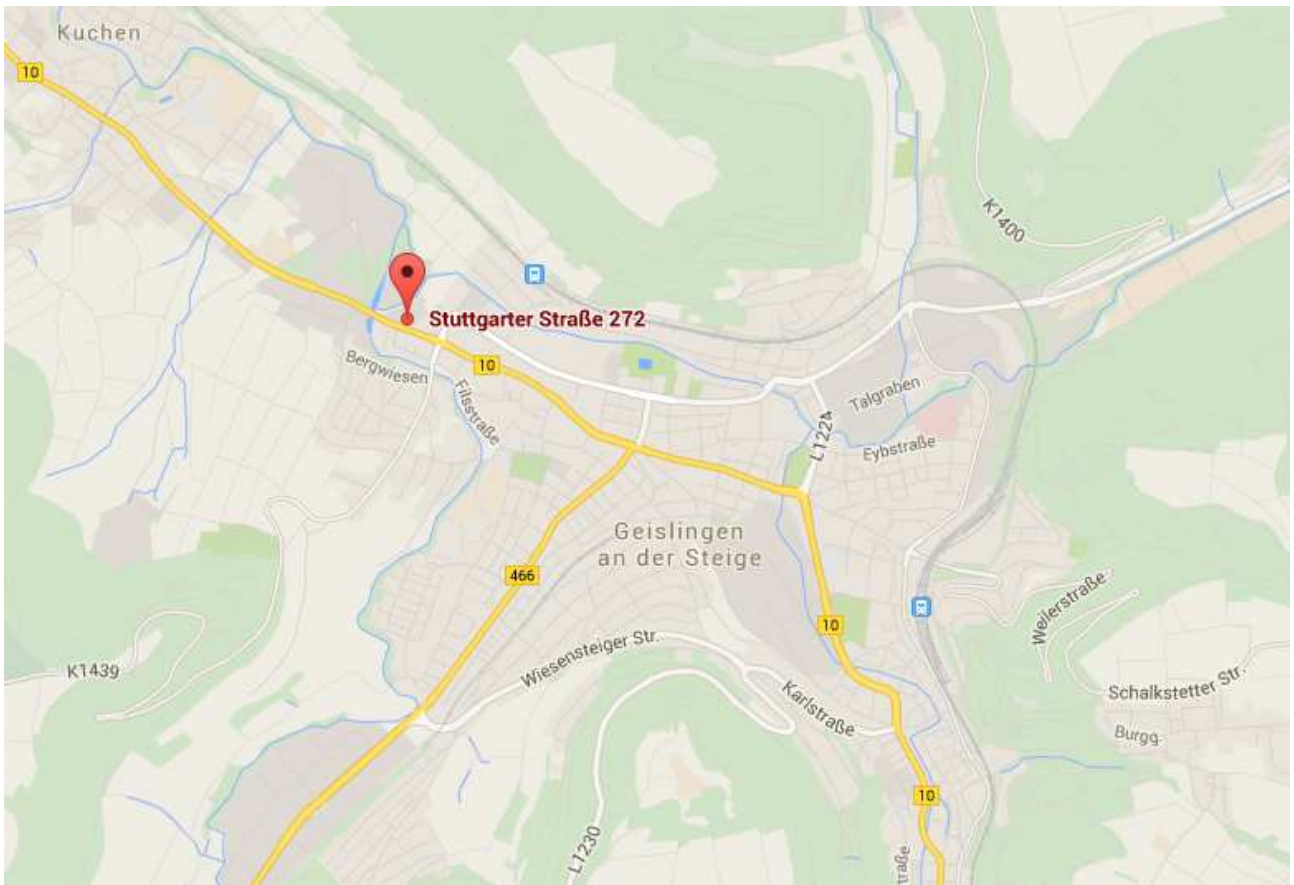 Kuchen
10
K1400
Stuttgarter Straße 272
Bergwiesen
10
Filsstraße
Talgraben
L1224
Eybstraße
Geislingen
an der Steige
466
10
Weilerstraße
Wiesensteiger Str.
K1439
Karlstraße
Schalkstetter Str.
Burgg.
10
L1230
raße